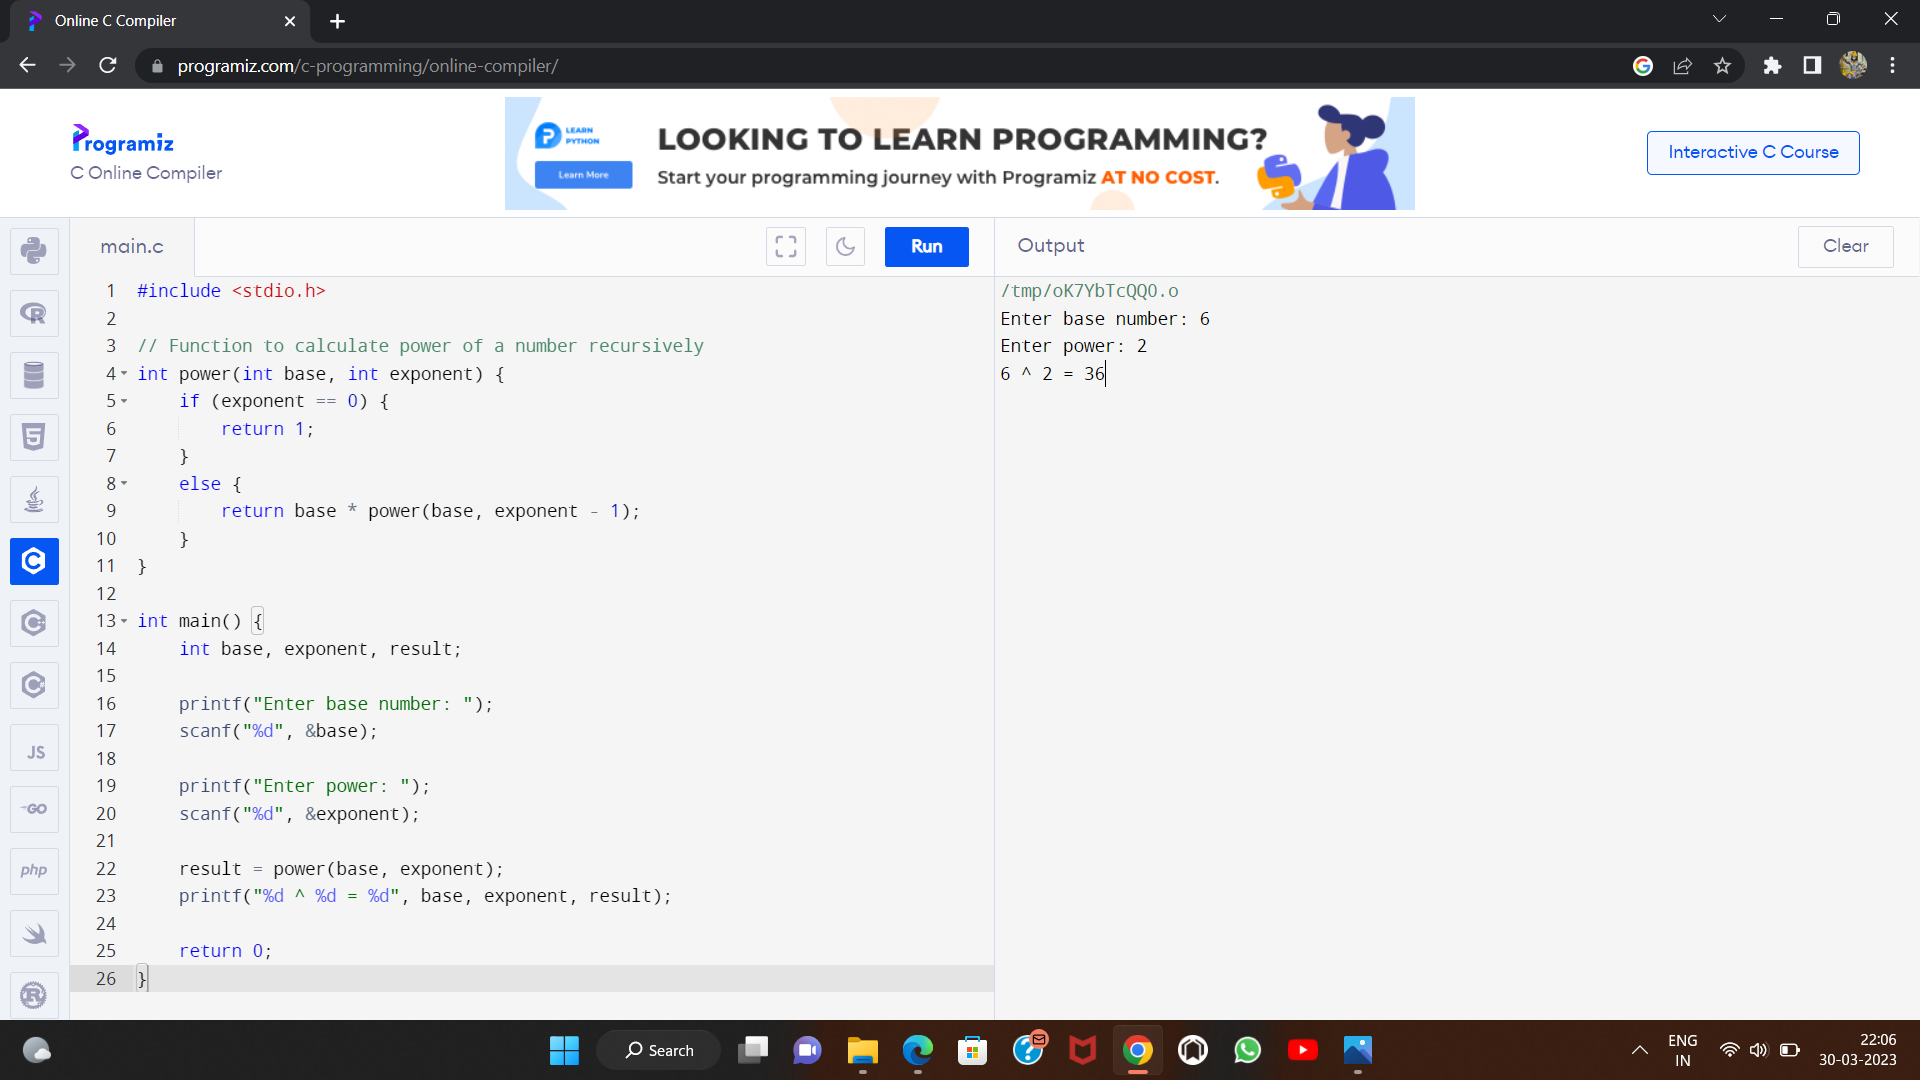 Online C Compiler
programiz.com/c-programming/online-compiler/
Programiz
C Online Compiler
LEARN
PYTHON
Learn More
LOOKING TO LEARN PROGRAMMING?
Start your programming journey with Programiz AT NO COST.
Interactive C Course
main.c
Run
Output
Clear
1 #include <stdio.h>
2
3 // Function to calculate power of a number recursively
4 int power(int base, int exponent) {
5     if (exponent == 0) {
6         return 1;
7     }
8     else {
9         return base * power(base, exponent - 1);
10     }
11 }
12
13 int main() {
14     int base, exponent, result;
15
16     printf("Enter base number: ");
17     scanf("%d", &base);
18
19     printf("Enter power: ");
20     scanf("%d", &exponent);
21
22     result = power(base, exponent);
23     printf("%d ^ %d = %d", base, exponent, result);
24
25     return 0;
26 }
/tmp/oK7YbTcQQO.o
Enter base number: 6
Enter power: 2
6 ^ 2 = 36
JS
GO
php
Search
ENG
IN
22:06
30-03-2023